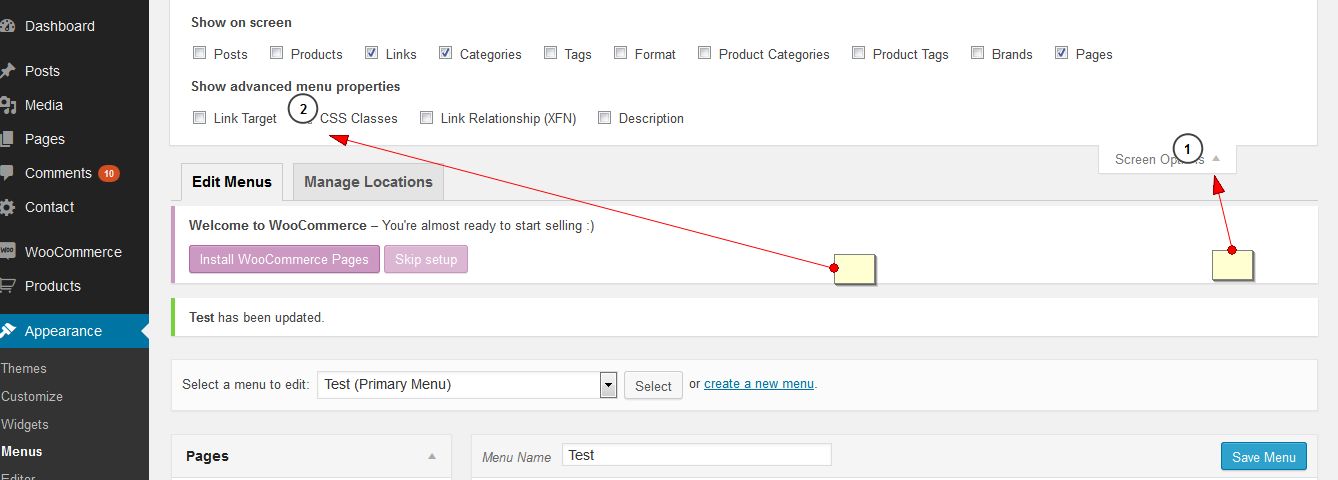 Dashboard
Posts
Media
Pages
Comments 10
Contact
WooCommerce
Products
Appearance
Themes
Customize
Widgets
Menus
Editor
Show on screen
Posts Products Links Categories Tags Format Product Categories Product Tags Brands Pages
Show advanced menu properties
Link Target 2 CSS Classes Link Relationship (XFN) Description
1
Screen Options
Edit Menus Manage Locations
Welcome to WooCommerce – You're almost ready to start selling :)
Install WooCommerce Pages Skip setup
Test has been updated.
Select a menu to edit: Test (Primary Menu) Select or create a new menu.
Pages
Menu Name Test Save Menu